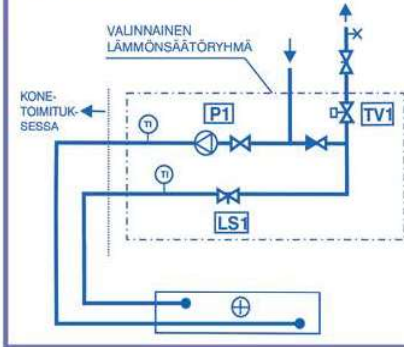 VALINNAINEN
LÄMMÖNSÄÄTÖRYHMÄ
KONE-
TOIMITUK-
SESSA
TI
P1
TV1
TI
LS1